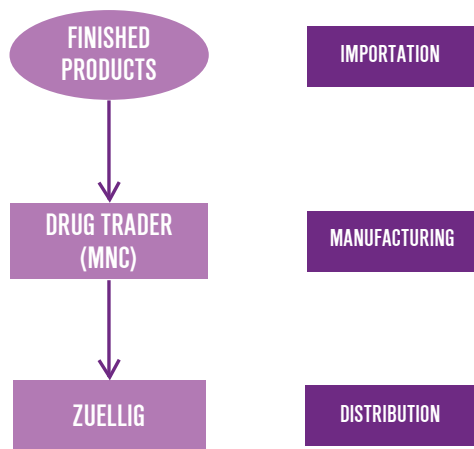 FINISHED
PRODUCTS
IMPORTATION
DRUG TRADER
(MNC)
MANUFACTURING
ZUELLIG
DISTRIBUTION